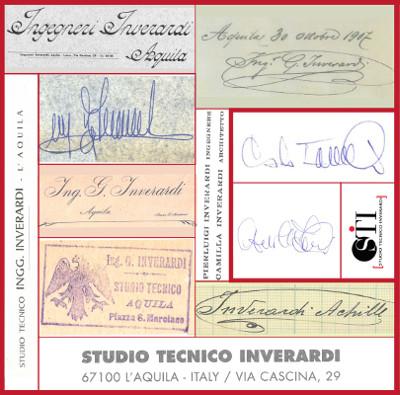 Ingegneri Inverardi
Aquila
Aquila 30 ottobre 1917
Ing. G. Inverardi
Ing. G. Inverardi
Aquila
Ing. G. INVERARDI
STUDIO TECNICO
AQUILA
Piazza S. Marciano
STUDIO TECNICO INGG. INVERARDI - L'AQUILA
PIERLUIGI INVERARDI INGEGNERE
CAMILLA INVERARDI ARCHITETTO
STI
[STUDIO TECNICO INVERARDI]
Inverardi Achille
STUDIO TECNICO INVERARDI
67100 L'AQUILA - ITALY / VIA CASCINA, 29